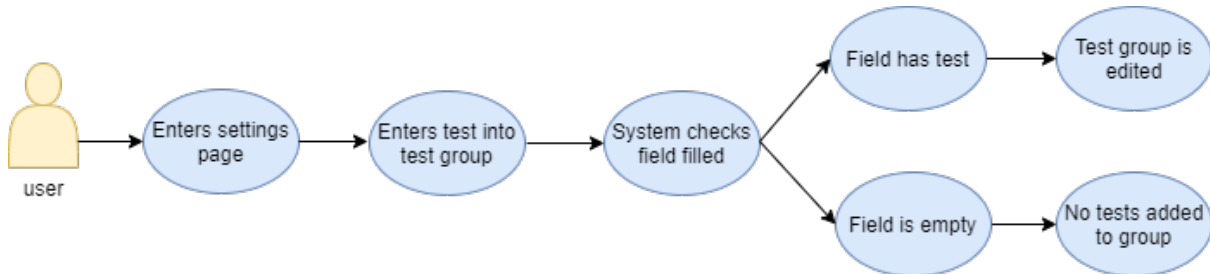 user
Enters settings
page
Enters test into
test group
System checks
field filled
Field has test
Test group is
edited
Field is empty
No tests added
to group